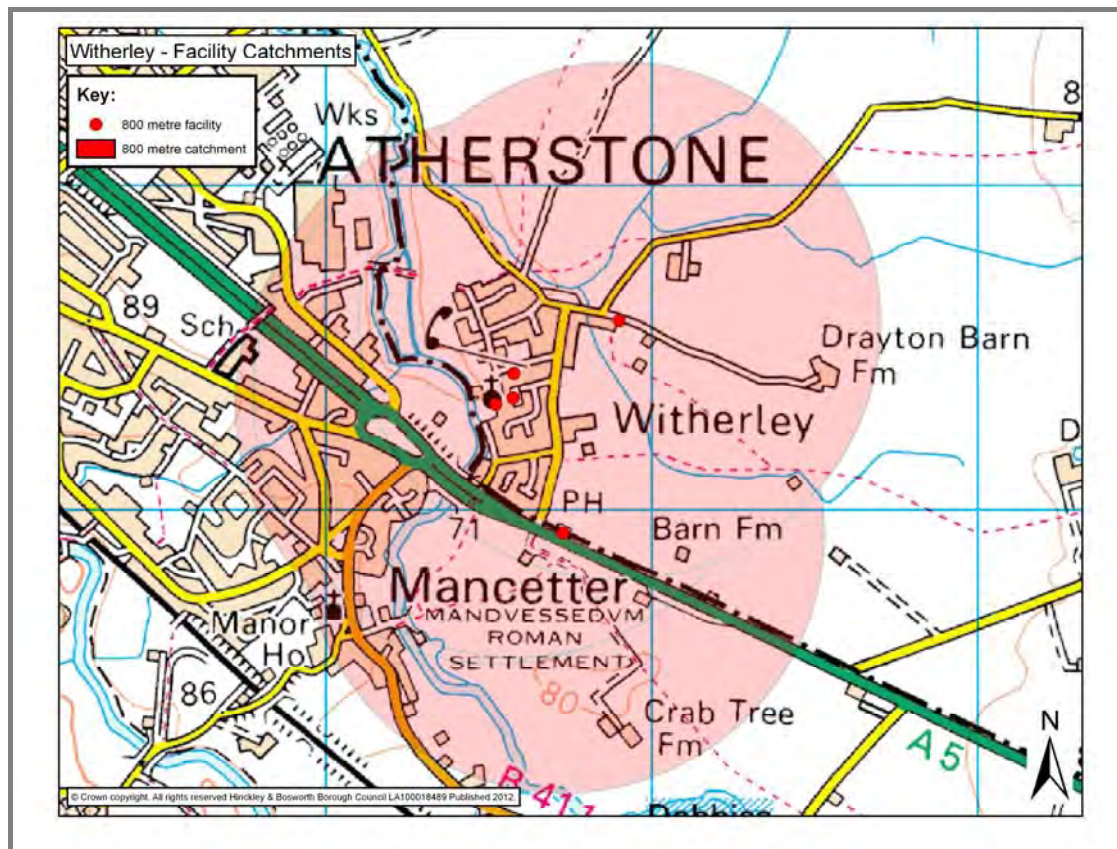 Witherley - Facility Catchments
Key:
800 metre facility
800 metre catchment
Wks
ATHERSTONE
8
89
Sch
Drayton Barn
Fm
Witherley
D
71
PH
Barn Fm
Mancetter
MANDVESSEDVM
ROMAN
SETTLEMENT
Manor
Ho
86
80
Crab Tree
Fm
A 5
N
B 411
© Crown copyright. All rights reserved Hinckley & Bosworth Borough Council LA100018489 Published 2012.